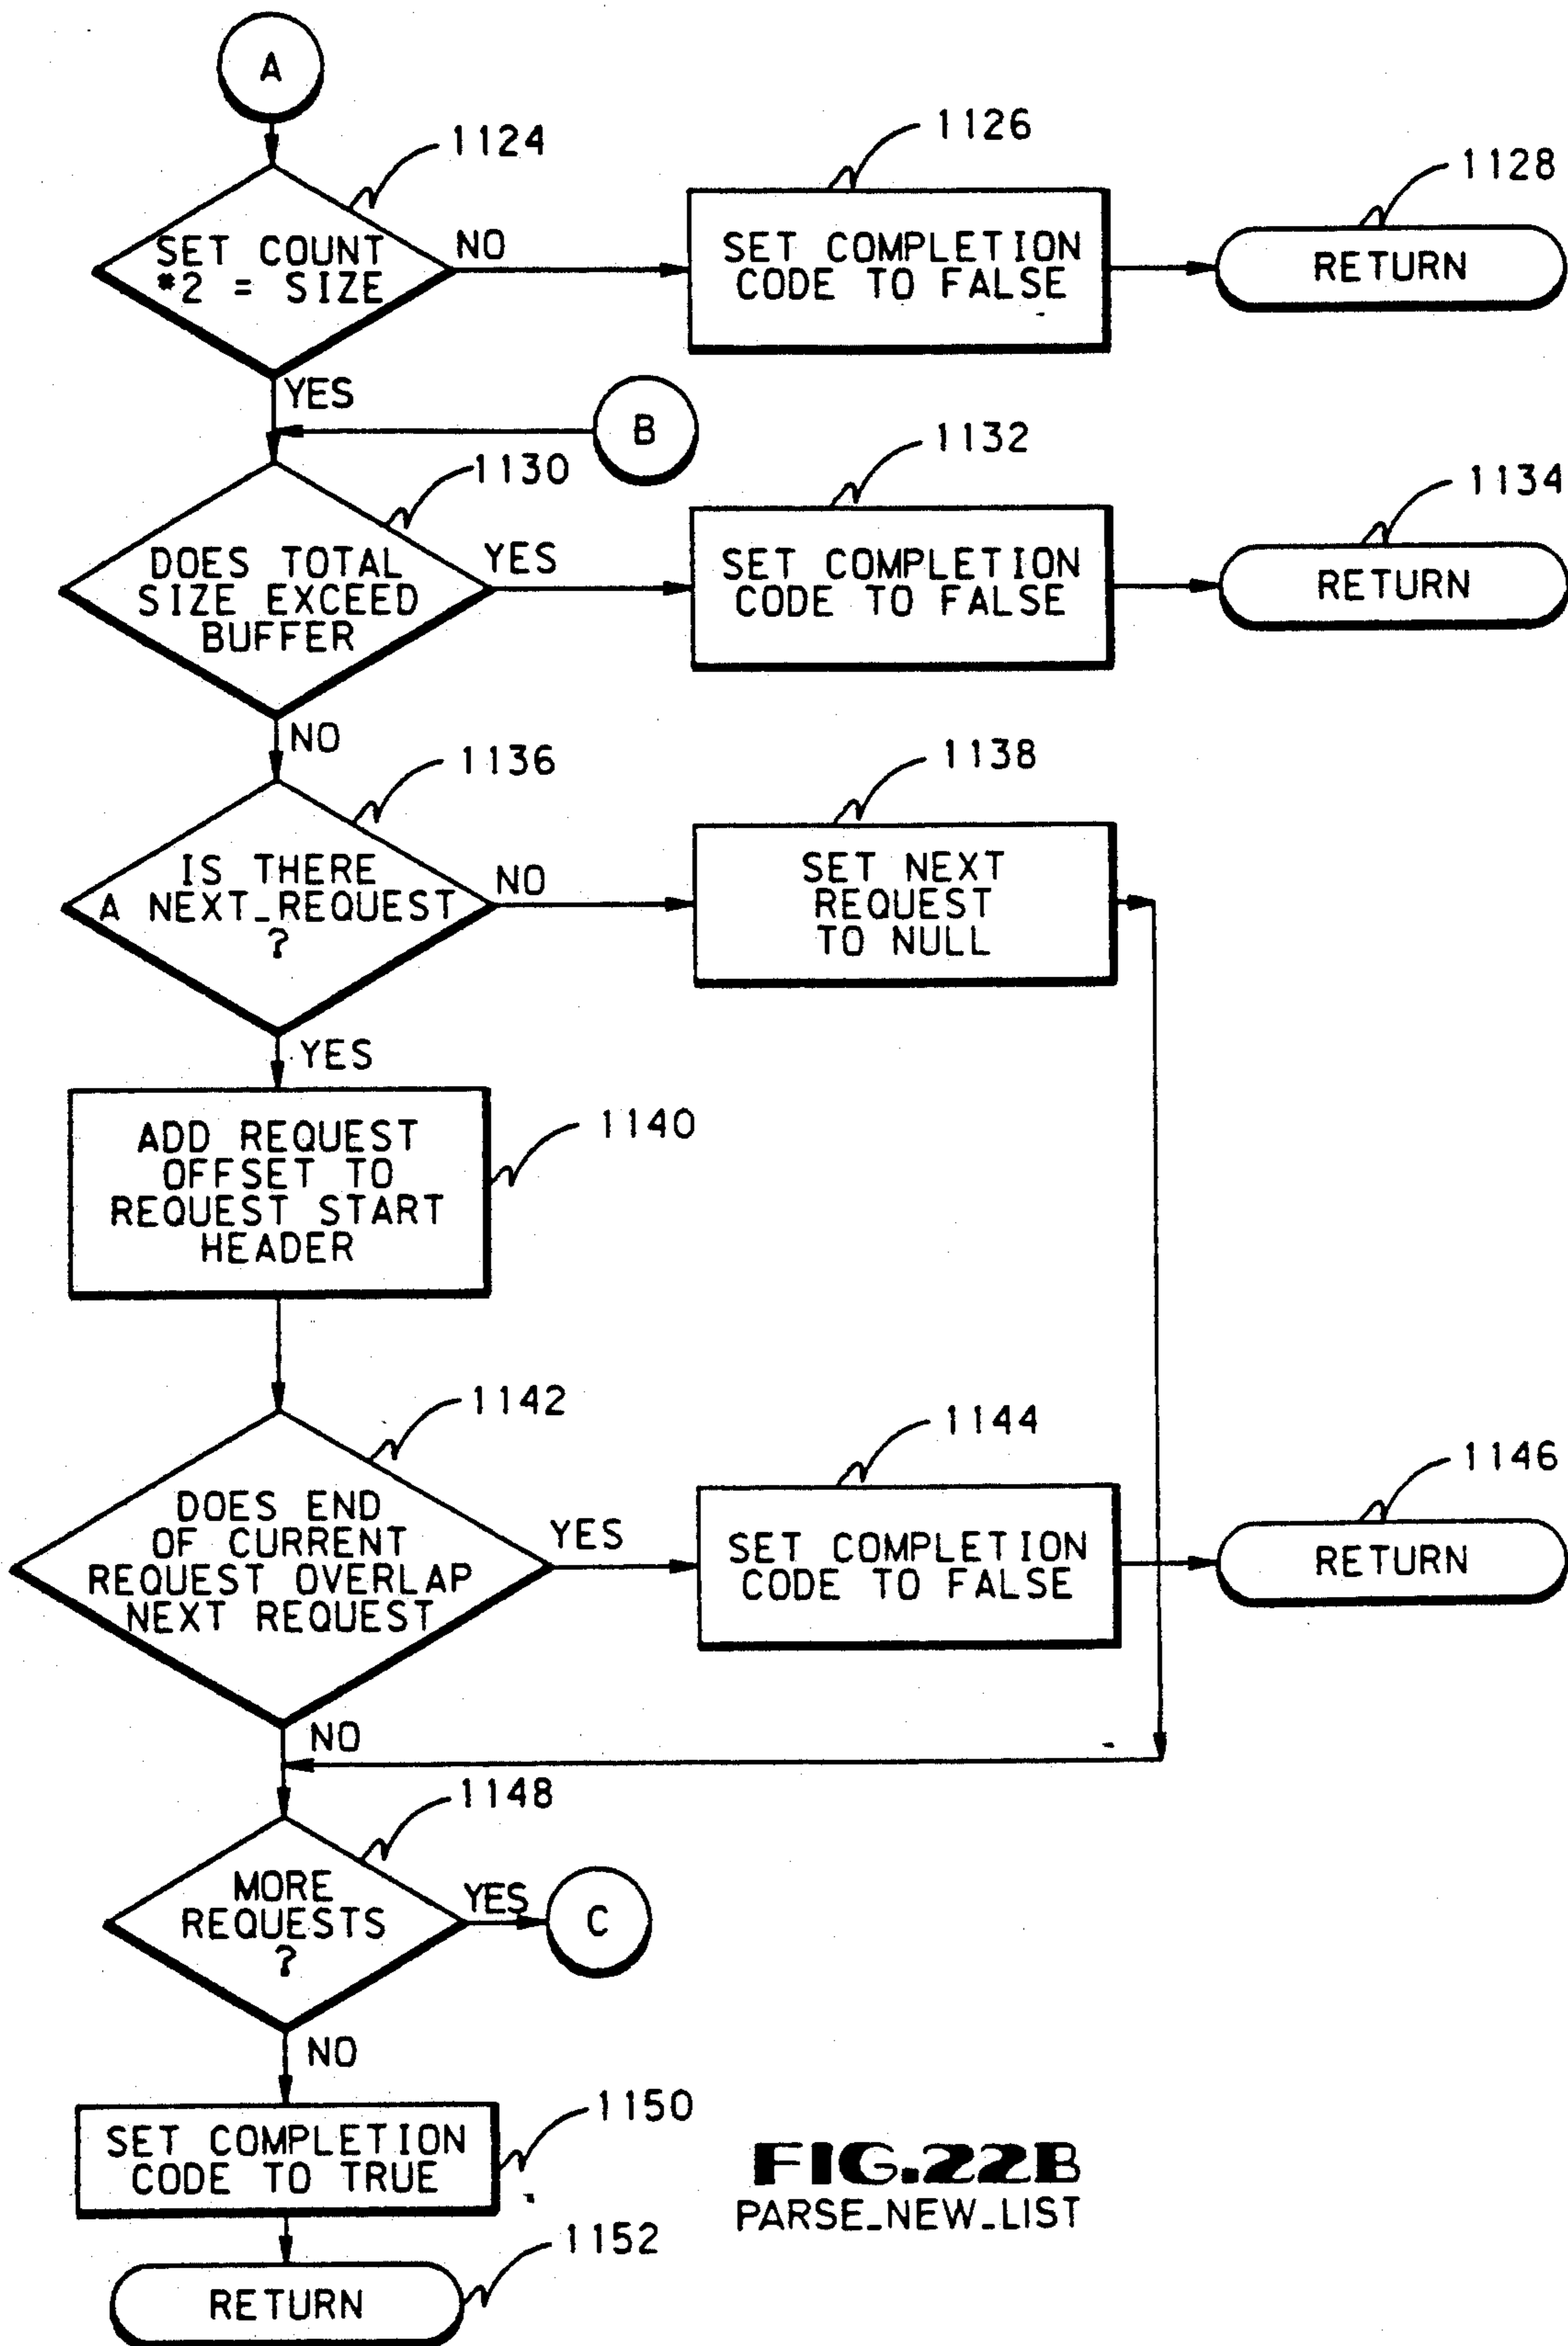 A
1124
SET COUNT
*2 = SIZE
NO
1126
SET COMPLETION
CODE TO FALSE
1128
RETURN
YES
B
1130
DOES TOTAL
SIZE EXCEED
BUFFER
YES
1132
SET COMPLETION
CODE TO FALSE
1134
RETURN
NO
1136
IS THERE
A NEXT_REQUEST
?
NO
1138
SET NEXT
REQUEST
TO NULL
YES
ADD REQUEST
OFFSET TO
REQUEST START
HEADER
1140
1142
DOES END
OF CURRENT
REQUEST OVERLAP
NEXT REQUEST
YES
1144
SET COMPLETION
CODE TO FALSE
1146
RETURN
NO
1148
MORE
REQUESTS
?
YES
C
NO
SET COMPLETION
CODE TO TRUE
1150
RETURN
1152
FIG.22B
PARSE_NEW_LIST